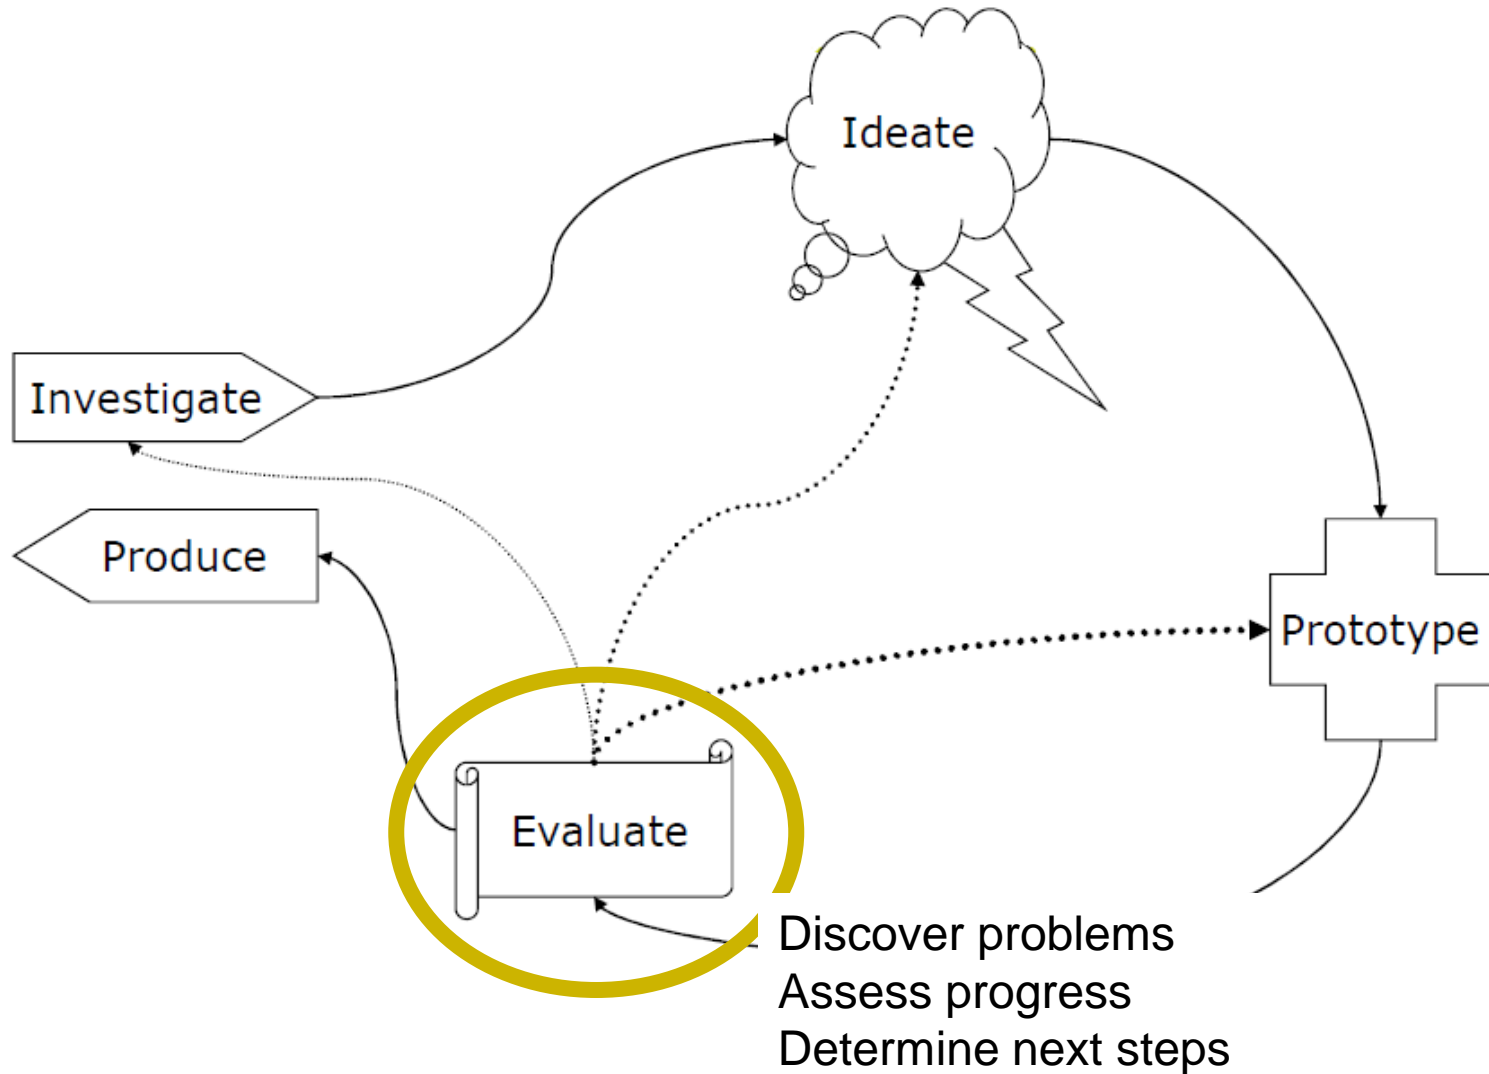 Ideate
Investigate
Produce
Prototype
Evaluate
Discover problems
Assess progress
Determine next steps